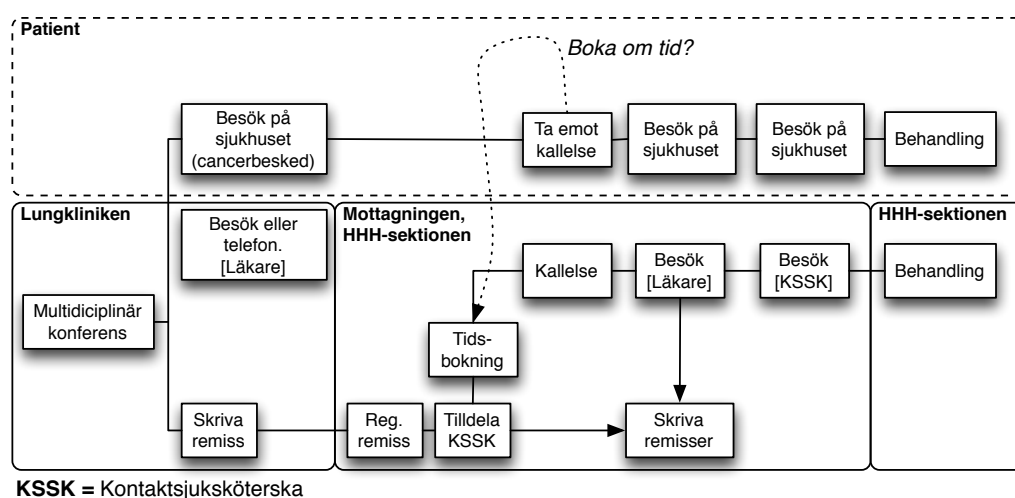 Patient
Boka om tid?
Besök på
sjukhuset
(cancerbesked)
Ta emot
kallelse
Besök på
sjukhuset
Besök på
sjukhuset
Behandling
Lungkliniken
Besök eller
telefon.
[Läkare]
Multidiciplinär
konferens
Skriva
remiss
Mottagningen,
HHH-sektionen
Kallelse
Besök
[Läkare]
Besök
[KSSK]
Tids-
bokning
Reg.
remiss
Tilldela
KSSK
Skriva
remisser
HHH-sektionen
Behandling
KSSK = Kontaktsjuksköterska